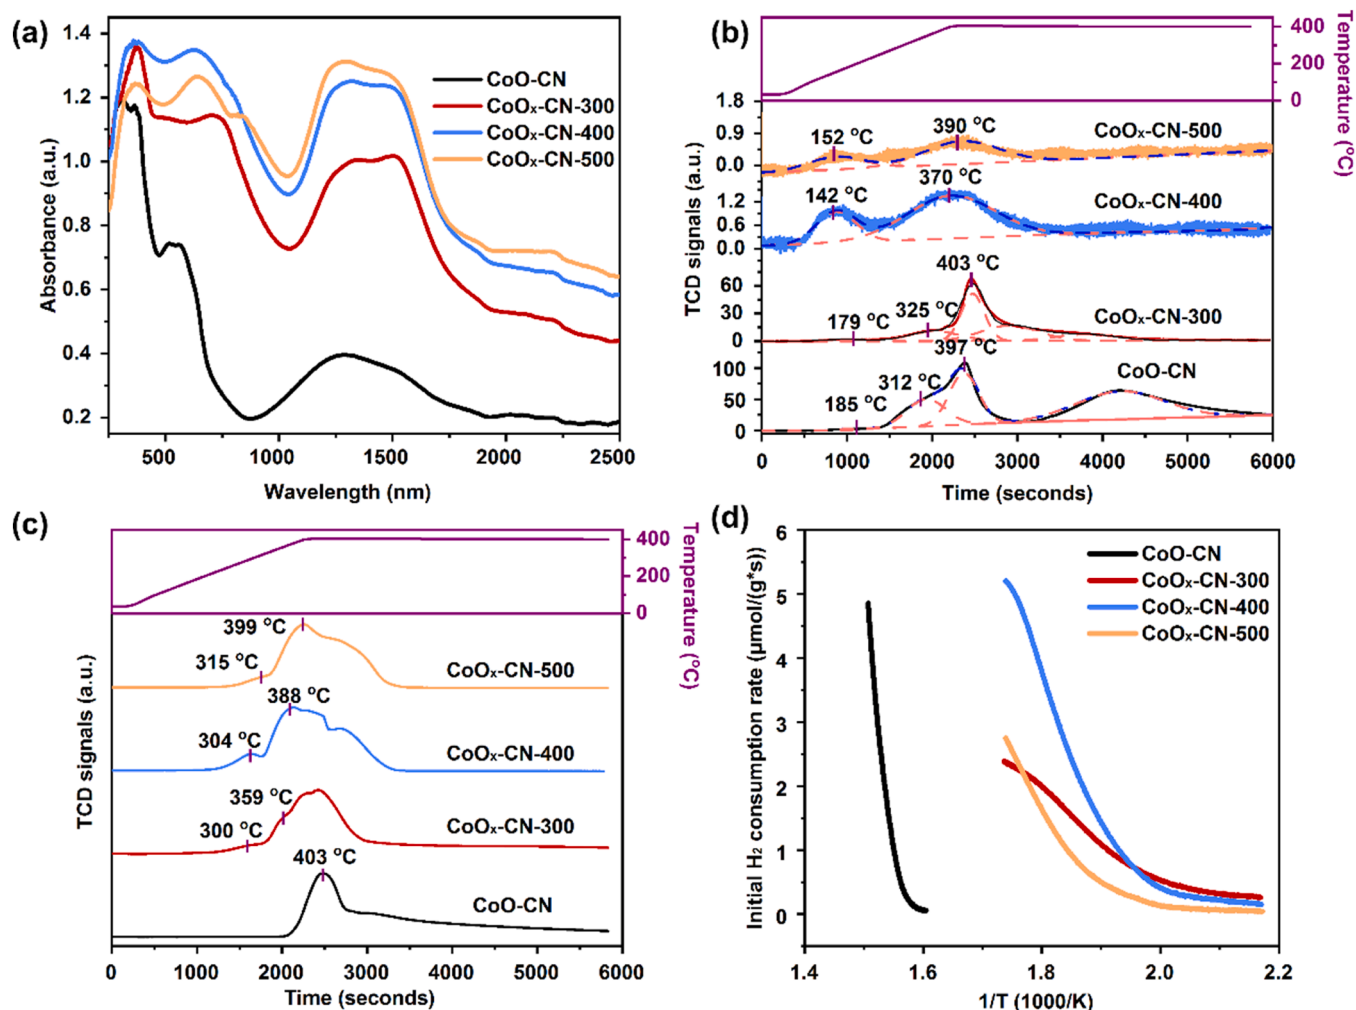 (a)
1.4
1.2
1.0
0.8
0.6
0.4
0.2
Absorbance (a.u.)
CoO-CN
CoOx-CN-300
CoOx-CN-400
CoOx-CN-500
500
1000
1500
2000
2500
Wavelength (nm)
(b)
400
200
0
Temperature (°C)
1.8
0.9
0.0
1.2
0.6
0.0
60
30
0
100
50
0
TCD signals (a.u.)
152 °C
390 °C
CoOx-CN-500
142 °C
370 °C
CoOx-CN-400
403 °C
325 °C
179 °C
CoOx-CN-300
397 °C
312 °C
185 °C
CoO-CN
0
1000
2000
3000
4000
5000
6000
Time (seconds)
(c)
400
200
0
Temperature (°C)
TCD signals (a.u.)
399 °C
315 °C
CoOx-CN-500
388 °C
304 °C
CoOx-CN-400
359 °C
300 °C
CoOx-CN-300
403 °C
CoO-CN
0
1000
2000
3000
4000
5000
6000
Time (seconds)
(d)
6
5
4
3
2
1
0
Initial H₂ consumption rate (μmol/(g*s))
CoO-CN
CoOx-CN-300
CoOx-CN-400
CoOx-CN-500
1.4
1.6
1.8
2.0
2.2
1/T (1000/K)